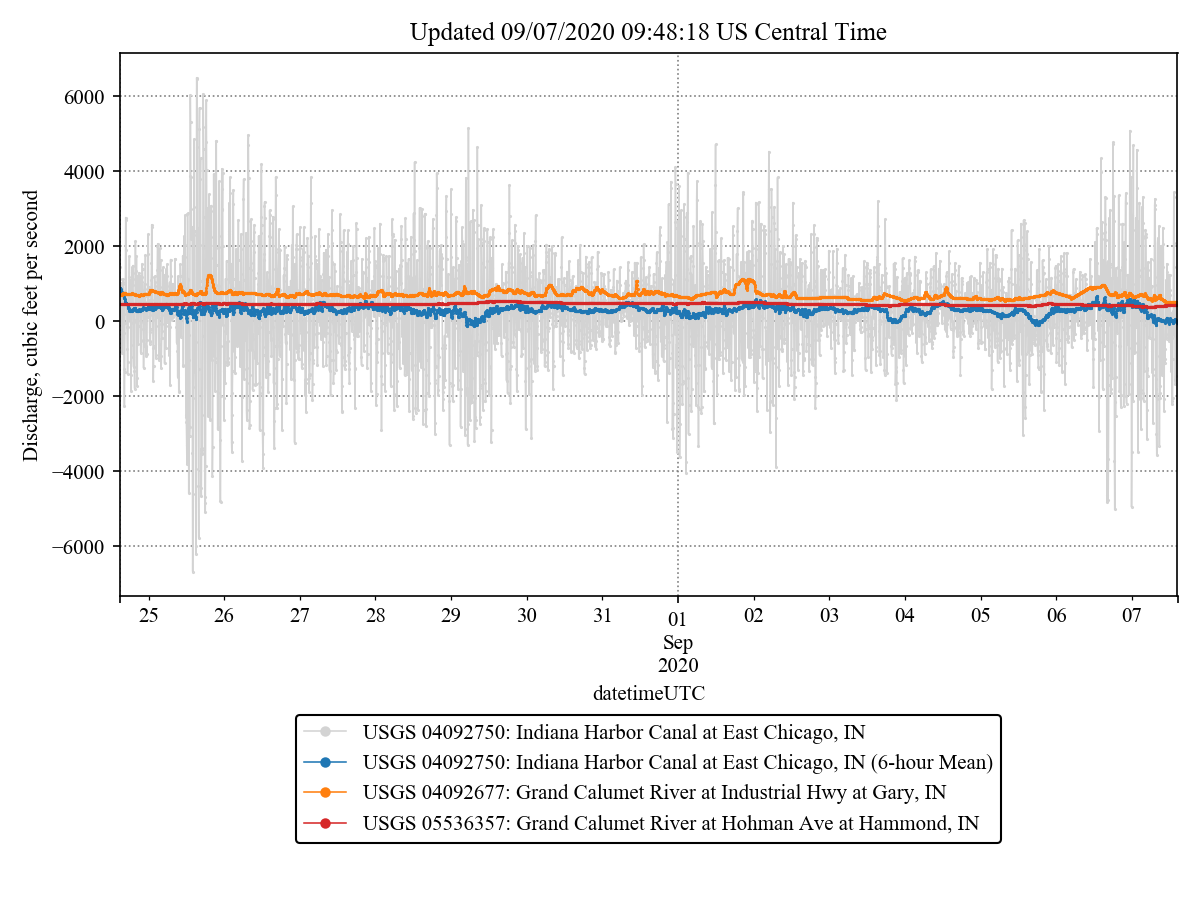 Updated 09/07/2020 09:48:18 US Central Time
Discharge, cubic feet per second
6000
4000
2000
0
−2000
−4000
−6000
25 26 27 28 29 30 31 01 02 03 04 05 06 07
Sep
2020
datetimeUTC
USGS 04092750: Indiana Harbor Canal at East Chicago, IN
USGS 04092750: Indiana Harbor Canal at East Chicago, IN (6-hour Mean)
USGS 04092677: Grand Calumet River at Industrial Hwy at Gary, IN
USGS 05536357: Grand Calumet River at Hohman Ave at Hammond, IN